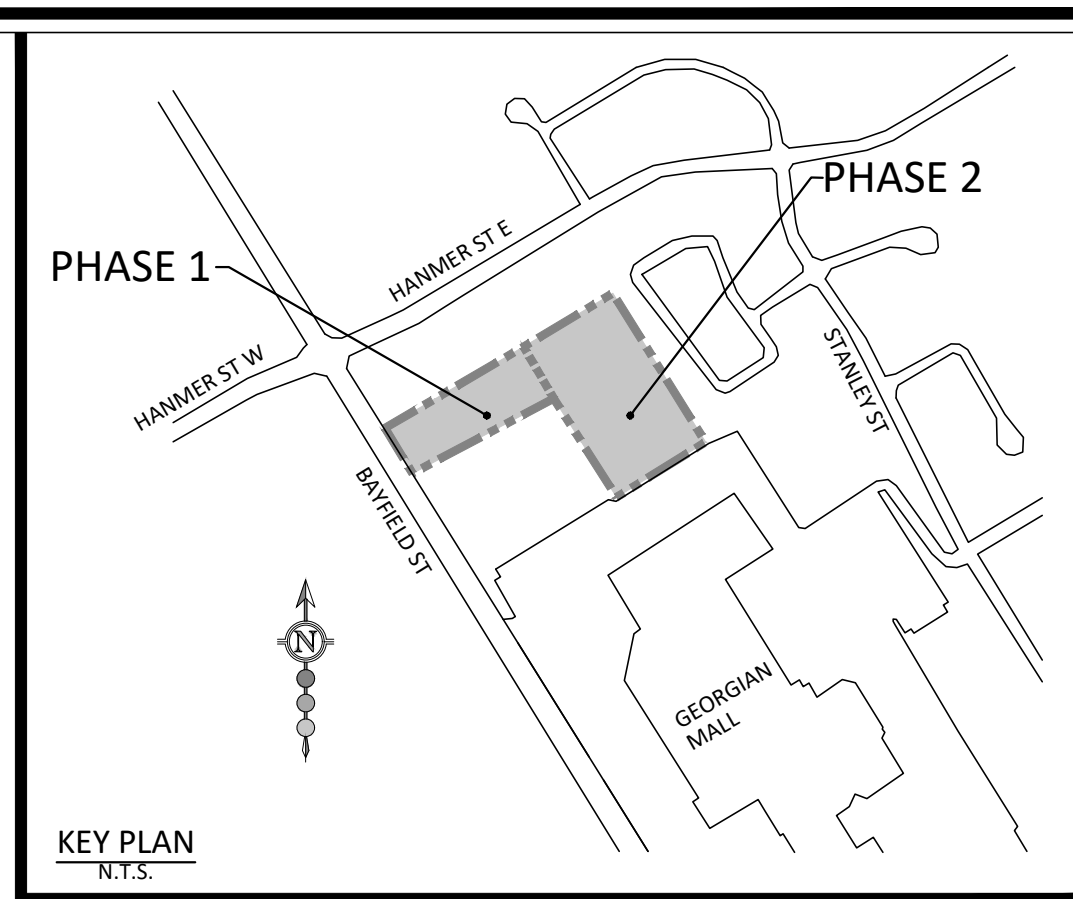 PHASE 2
HANMER ST E
PHASE 1
HANMER ST W
STANLEY ST
BAYFIELD ST
N
GEORGIAN
MALL
KEY PLAN
N.T.S.